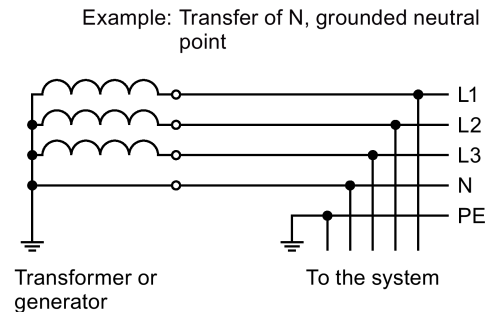 Example: Transfer of N, grounded neutral
point
L1
L2
L3
N
PE
Transformer or
generator
To the system